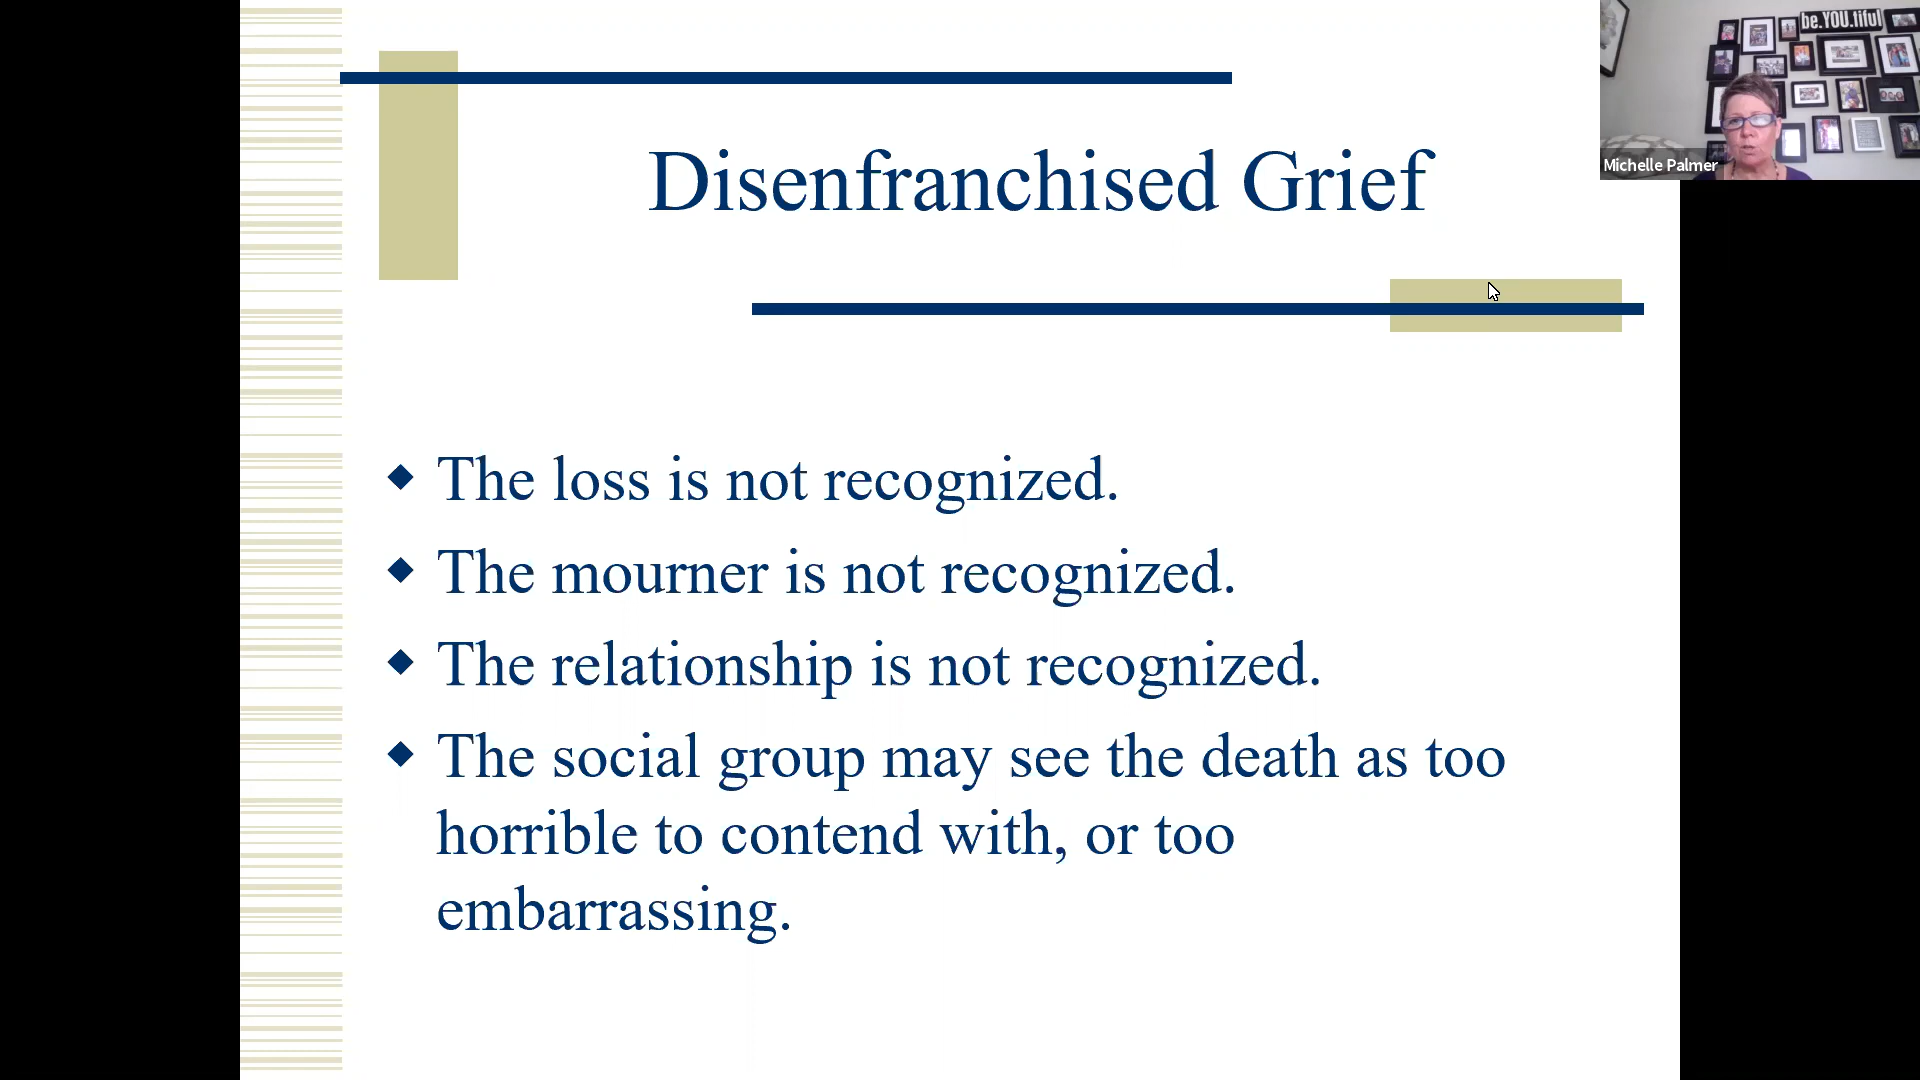 be.YOU.tiful
Michelle Palmer
Disenfranchised Grief
The loss is not recognized.
The mourner is not recognized.
The relationship is not recognized.
The social group may see the death as too
horrible to contend with, or too
embarrassing.